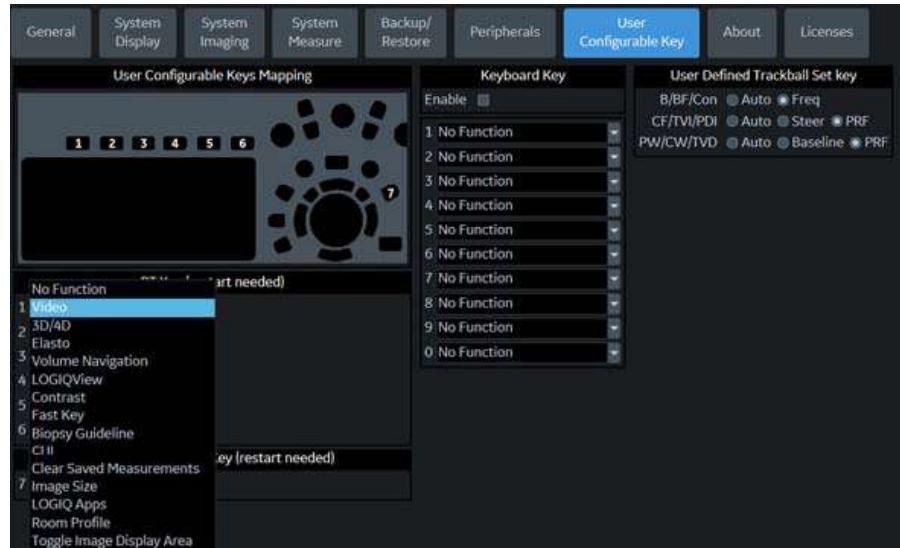 General
System Display
System Imaging
System Measure
Backup/ Restore
Peripherals
User Configurable Key
About
Licenses
User Configurable Keys Mapping
1 2 3 4 5 6
7
art needed)
No Function
1 Video
2 3D/4D
Elasto
3 Volume Navigation
4 LOGIQView
5 Contrast
Fast Key
6 Biopsy Guideline
CHI
Clear Saved Measurements
ey (restart needed)
7 Image Size
LOGIQ Apps
Room Profile
Toggle Image Display Area
Keyboard Key
Enable
1 No Function
2 No Function
3 No Function
4 No Function
5 No Function
6 No Function
7 No Function
8 No Function
9 No Function
0 No Function
User Defined Trackball Set key
B/BF/Con Auto Freq
CF/TVI/PDI Auto Steer PRF
PW/CW/TVD Auto Baseline PRF